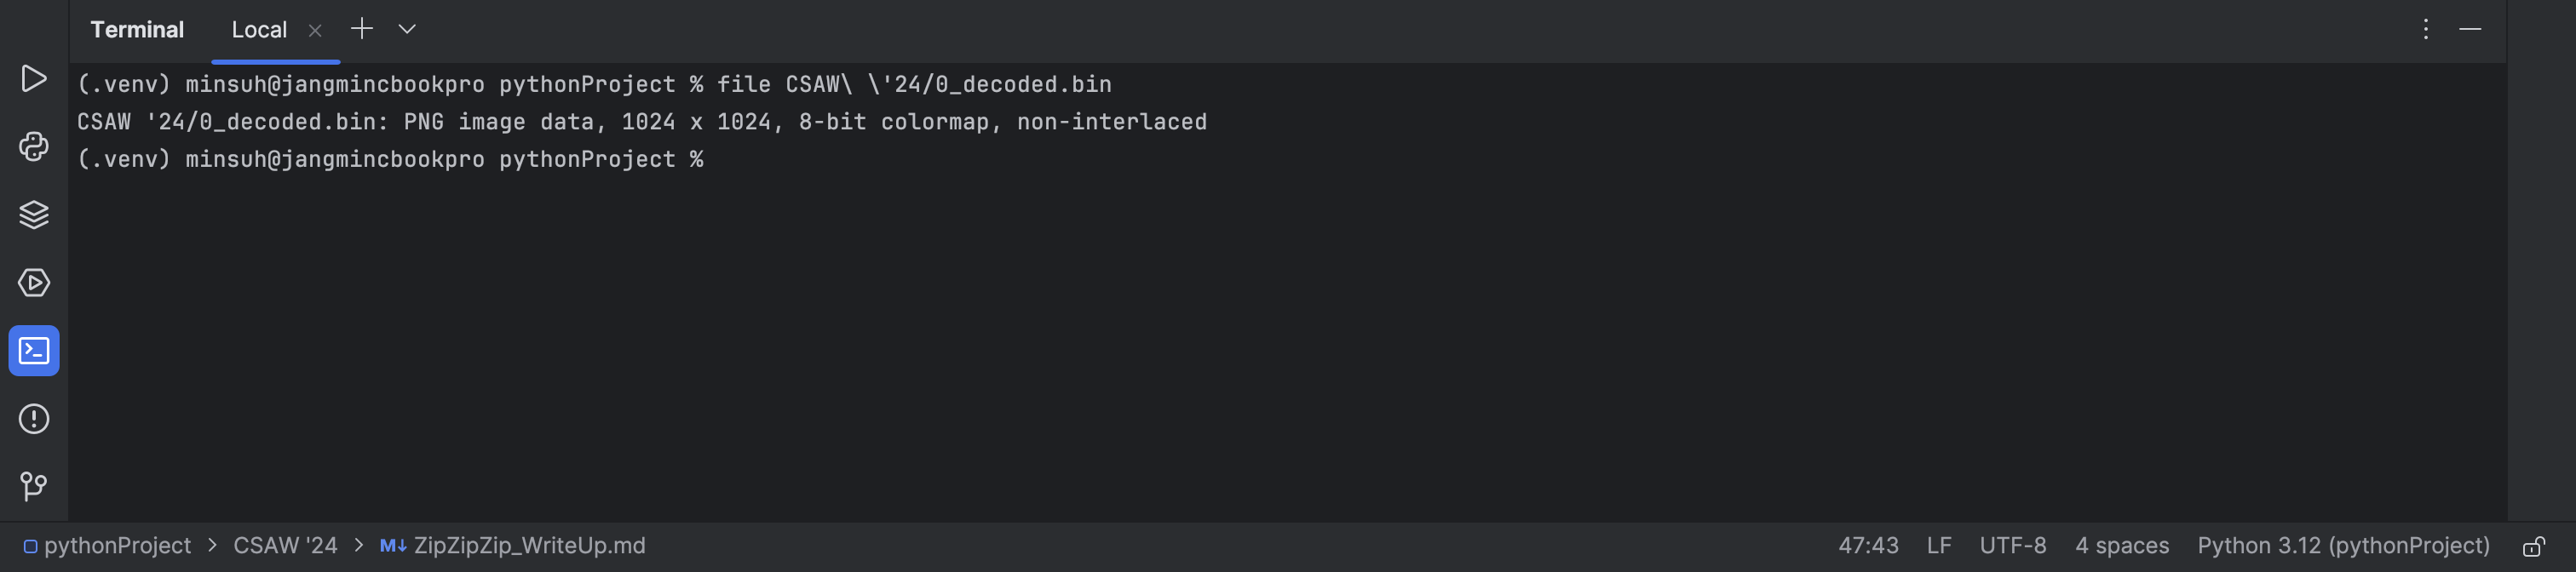 Terminal Local
(.venv) minsuh@jangmincbookpro pythonProject % file CSAW\ \'24/0_decoded.bin
CSAW '24/0_decoded.bin: PNG image data, 1024 x 1024, 8-bit colormap, non-interlaced
(.venv) minsuh@jangmincbookpro pythonProject %
pythonProject > CSAW '24 > M↓ ZipZipZip_WriteUp.md 47:43 LF UTF-8 4 spaces Python 3.12 (pythonProject)